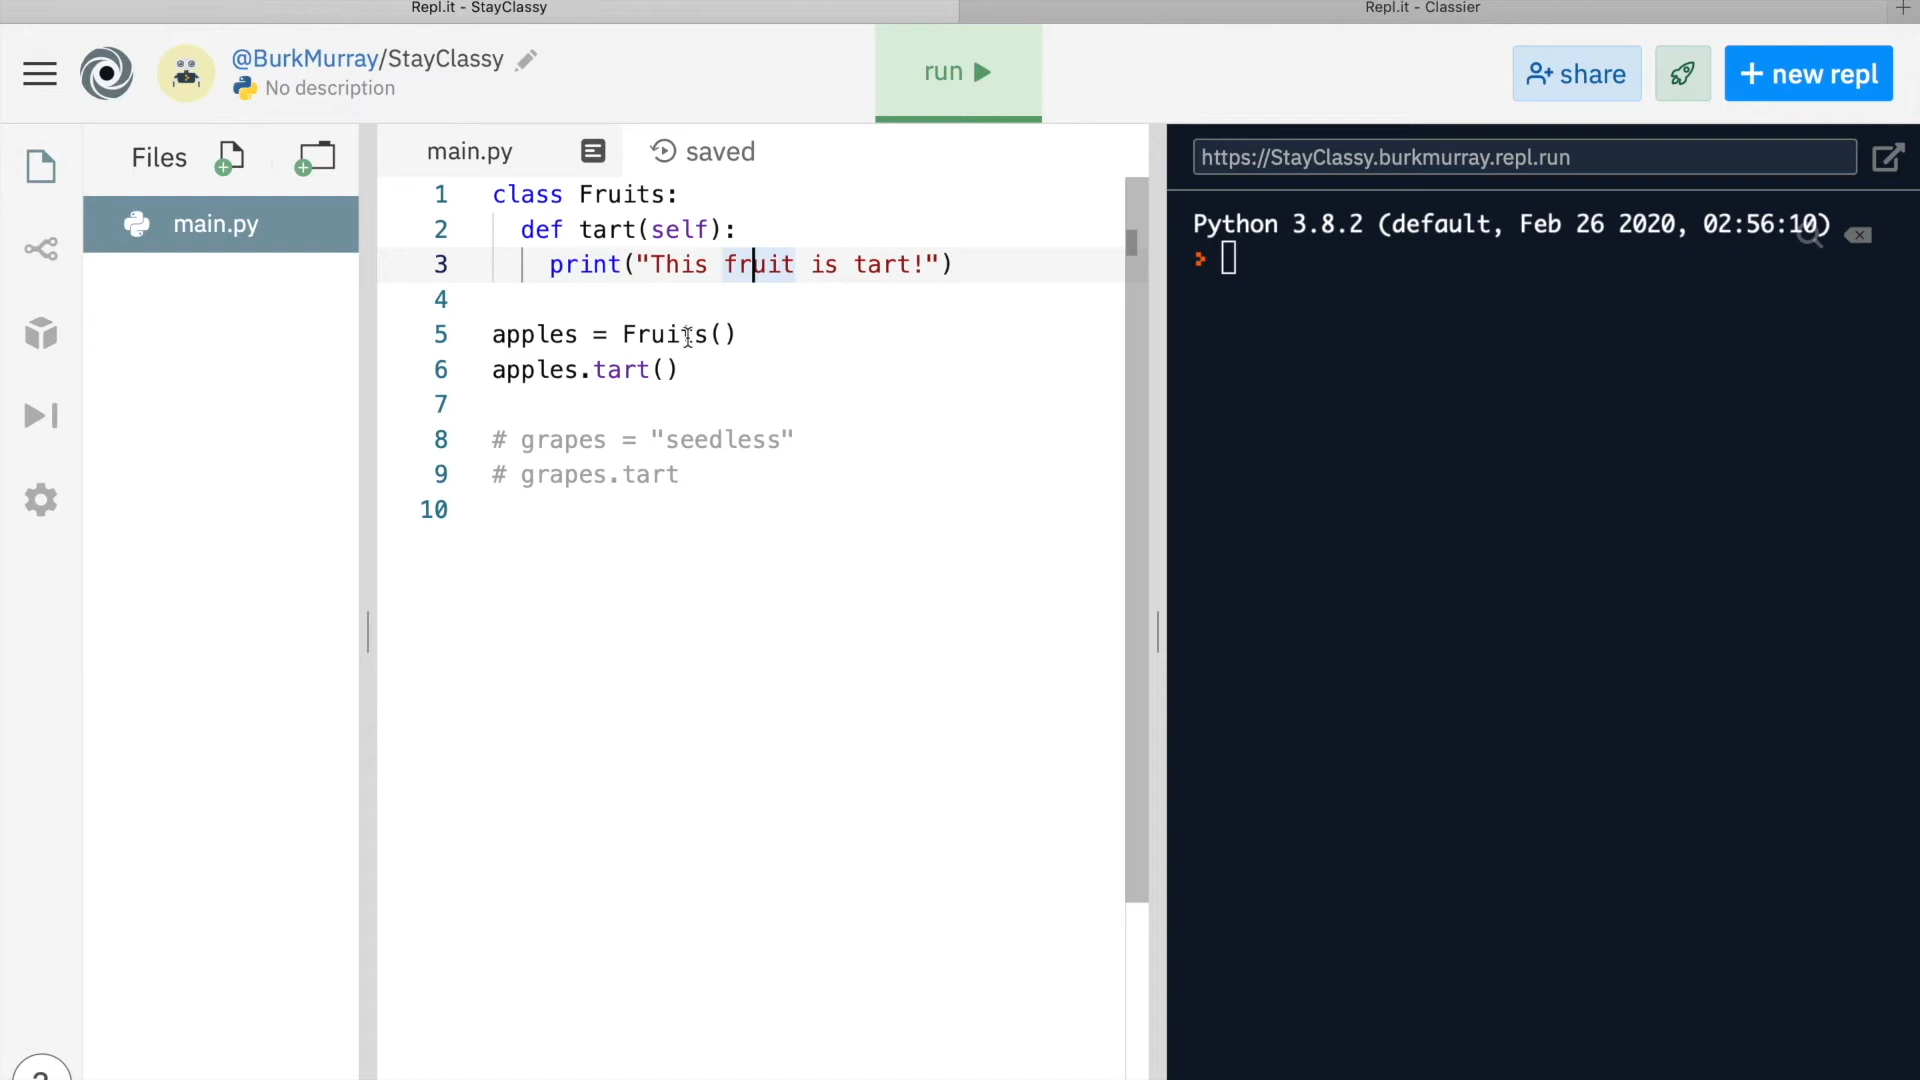 Repl.it - StayClassy
Repl.it - Classier
@BurkMurray/StayClassy
No description
run
share
+ new repl
Files
main.py
main.py
saved
1 class Fruits:
2 def tart(self):
3 print("This fruit is tart!")
4
5 apples = Fruits()
6 apples.tart()
7
8 # grapes = "seedless"
9 # grapes.tart
10
https://StayClassy.burkmurray.repl.run
Python 3.8.2 (default, Feb 26 2020, 02:56:10)